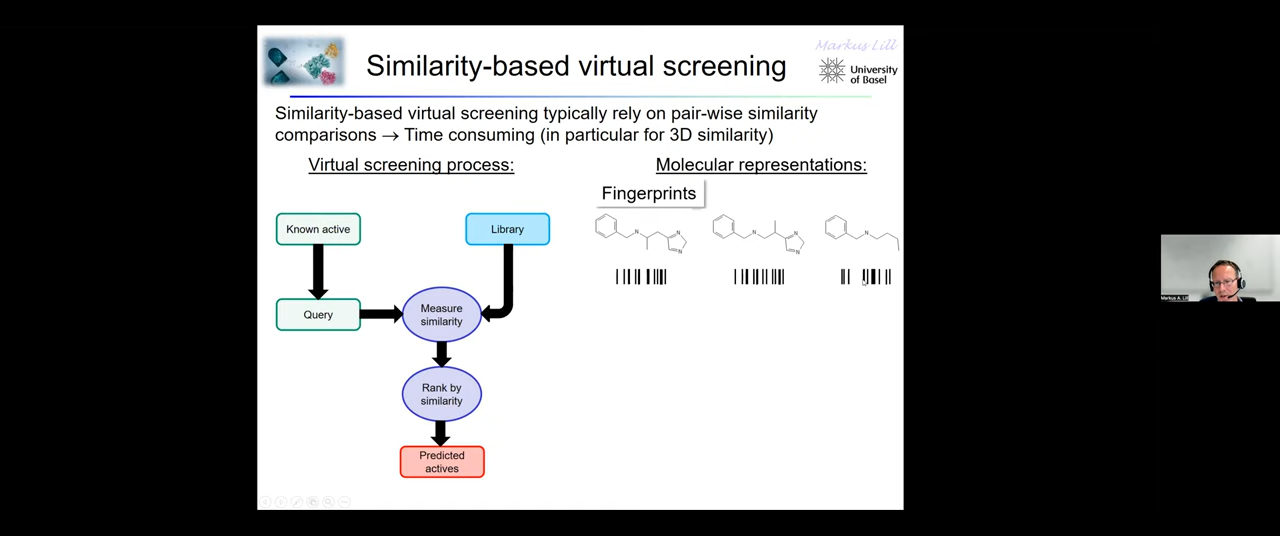 Markus Lill
Similarity-based virtual screening
University
of Basel
Similarity-based virtual screening typically rely on pair-wise similarity
comparisons → Time consuming (in particular for 3D similarity)
Virtual screening process:
Molecular representations:
Fingerprints
Known active
Library
Query
Measure
similarity
Rank by
similarity
Predicted
actives
N
N
N
N
N
N
N
Markus A. Lill